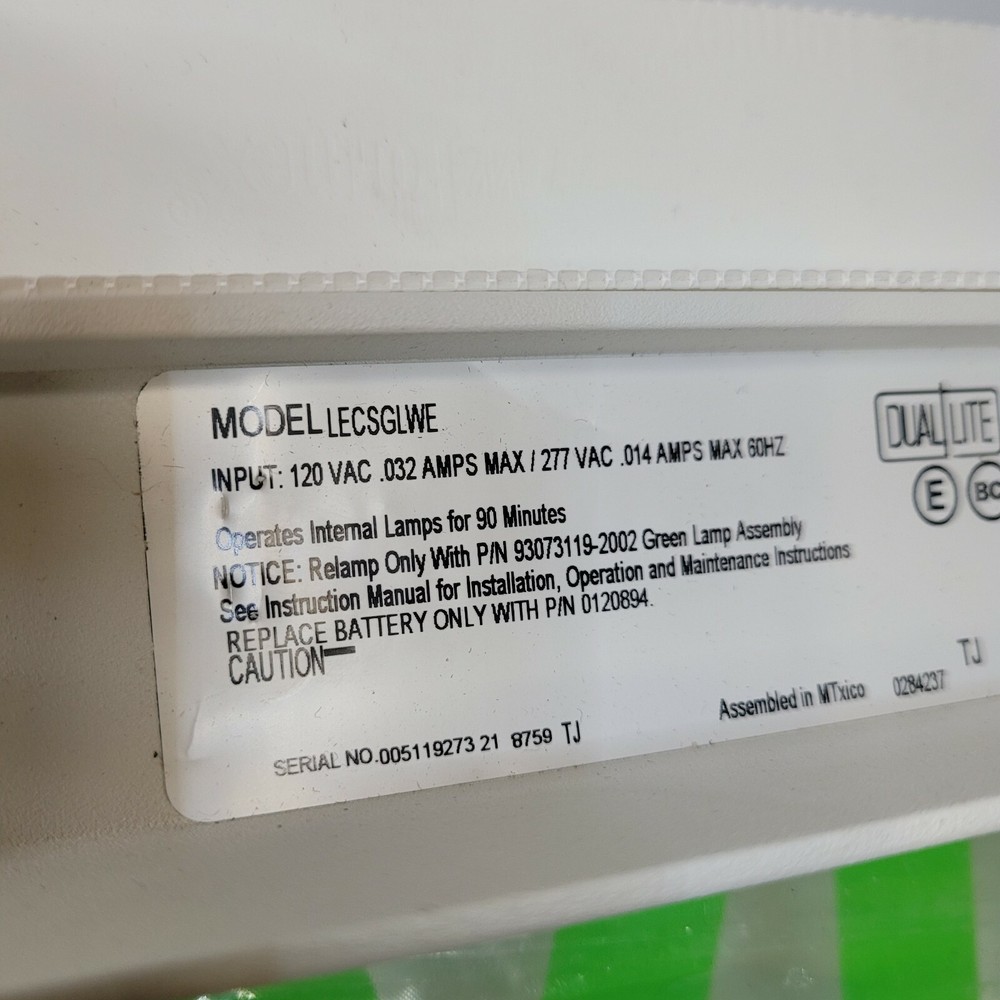 MODEL LECSGLWE
DUAL LITE
INPUT: 120 VAC .032 AMPS MAX / 277 VAC .014 AMPS MAX 60HZ
E BC
Operates Internal Lamps for 90 Minutes
NOTICE: Relamp Only With P/N 93073119-2002 Green Lamp Assembly
See Instruction Manual for Installation, Operation and Maintenance Instructions
REPLACE BATTERY ONLY WITH P/N 0120894.
CAUTION
TJ
Assembled in MTxico 0284237
SERIAL NO.005119273 21 8759 TJ